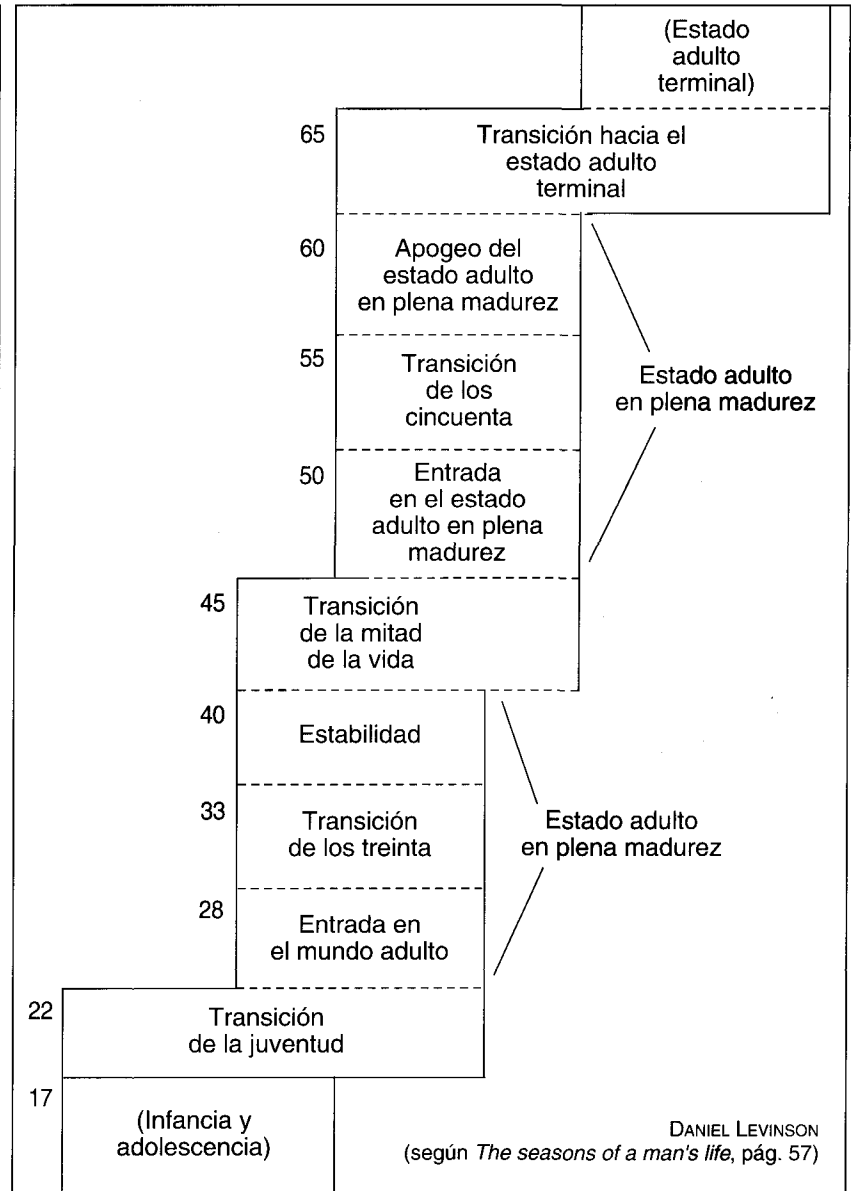 (Estado
adulto
terminal)
65
Transición hacia el
estado adulto
terminal
60
Apogeo del
estado adulto
en plena madurez
55
Transición
de los
cincuenta
Estado adulto
en plena madurez
50
Entrada
en el estado
adulto en plena
madurez
45
Transición
de la mitad
de la vida
40
Estabilidad
33
Transición
de los treinta
Estado adulto
en plena madurez
28
Entrada en
el mundo adulto
22
Transición
de la juventud
17
(Infancia y
adolescencia)
DANIEL LEVINSON
(según The seasons of a man's life, pág. 57)